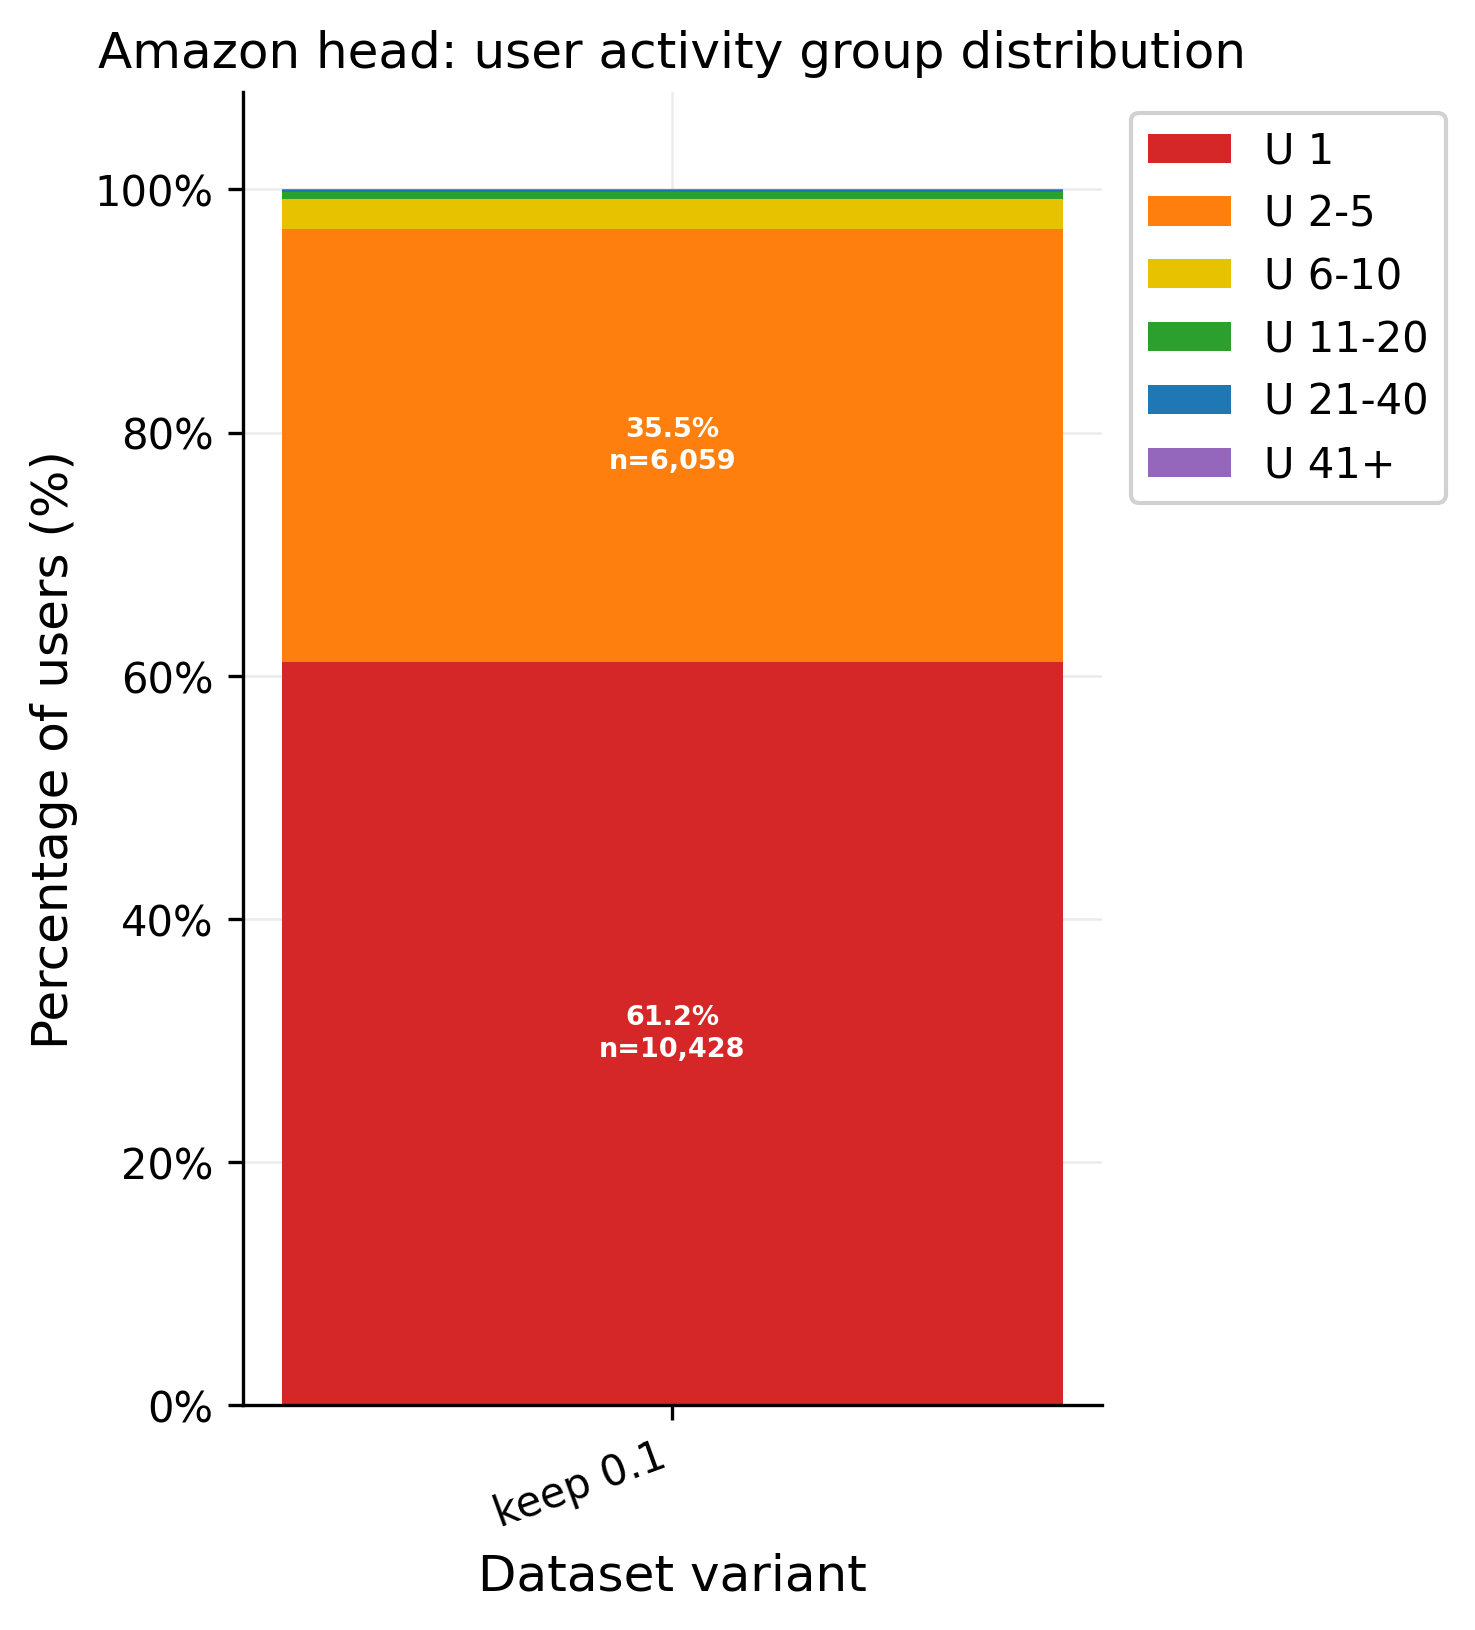 Amazon head: user activity group distribution
U 1
U 2-5
U 6-10
U 11-20
U 21-40
U 41+
Percentage of users (%)
100%
80%
60%
40%
20%
0%
35.5%
n=6,059
61.2%
n=10,428
keep 0.1
Dataset variant